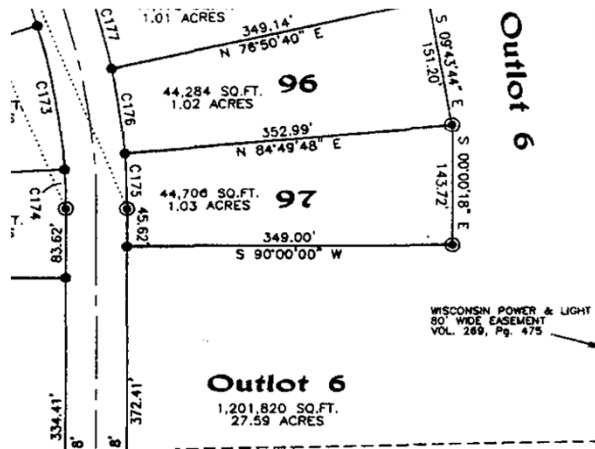 1.01 ACRES
C177
349.14'
N 76°50'40" E
S 09°43'44" E
151.20'
Outlot 6
44,284 SQ.FT.
1.02 ACRES
96
C173
C176
352.99'
N 84°49'48" E
S 00°00'18" E
143.72'
C175
44,706 SQ.FT.
1.03 ACRES
97
C174
45.62'
83.62'
349.00'
S 90°00'00" W
WISCONSIN POWER & LIGHT
80' WIDE EASEMENT
VOL. 269, Pg. 475
Outlot 6
1,201,820 SQ.FT.
27.59 ACRES
334.41'
372.41'
8'
8'